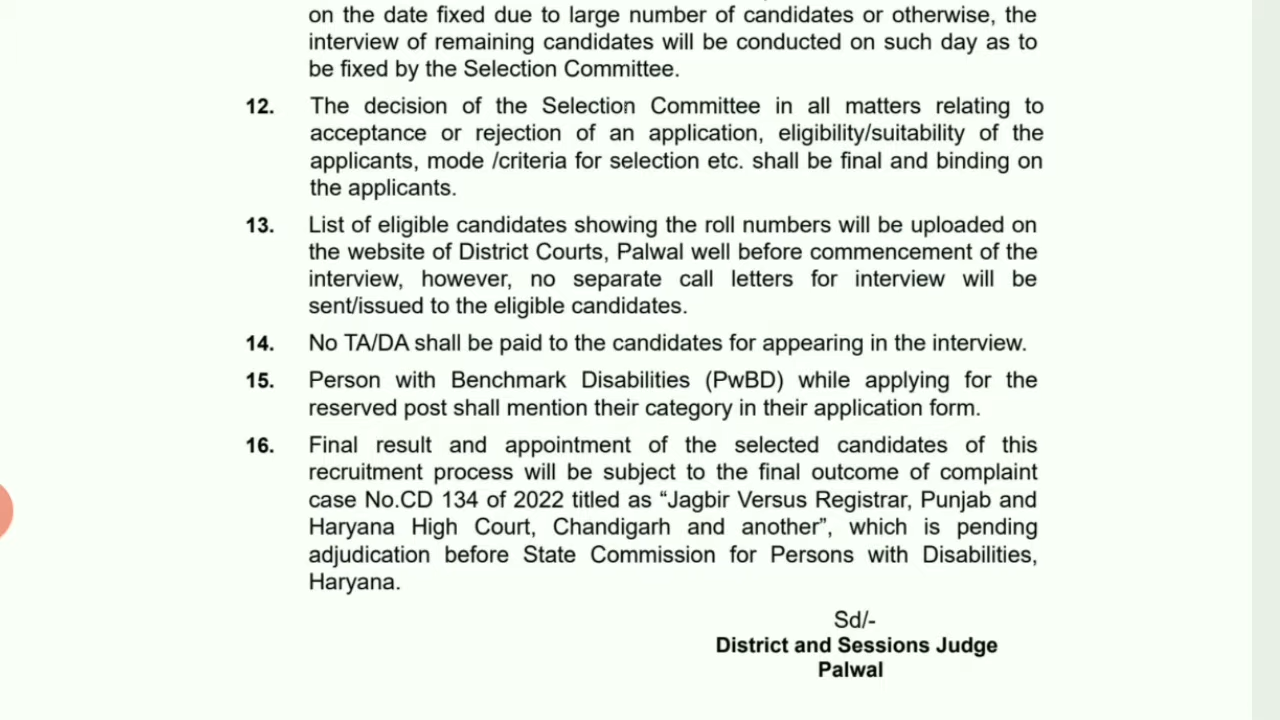 on the date fixed due to large number of candidates or otherwise, the
interview of remaining candidates will be conducted on such day as to
be fixed by the Selection Committee.
12. The decision of the Selection Committee in all matters relating to
acceptance or rejection of an application, eligibility/suitability of the
applicants, mode /criteria for selection etc. shall be final and binding on
the applicants.
13. List of eligible candidates showing the roll numbers will be uploaded on
the website of District Courts, Palwal well before commencement of the
interview, however, no separate call letters for interview will be
sent/issued to the eligible candidates.
14. No TA/DA shall be paid to the candidates for appearing in the interview.
15. Person with Benchmark Disabilities (PwBD) while applying for the
reserved post shall mention their category in their application form.
16. Final result and appointment of the selected candidates of this
recruitment process will be subject to the final outcome of complaint
case No.CD 134 of 2022 titled as “Jagbir Versus Registrar, Punjab and
Haryana High Court, Chandigarh and another”, which is pending
adjudication before State Commission for Persons with Disabilities,
Haryana.
Sd/-
District and Sessions Judge
Palwal